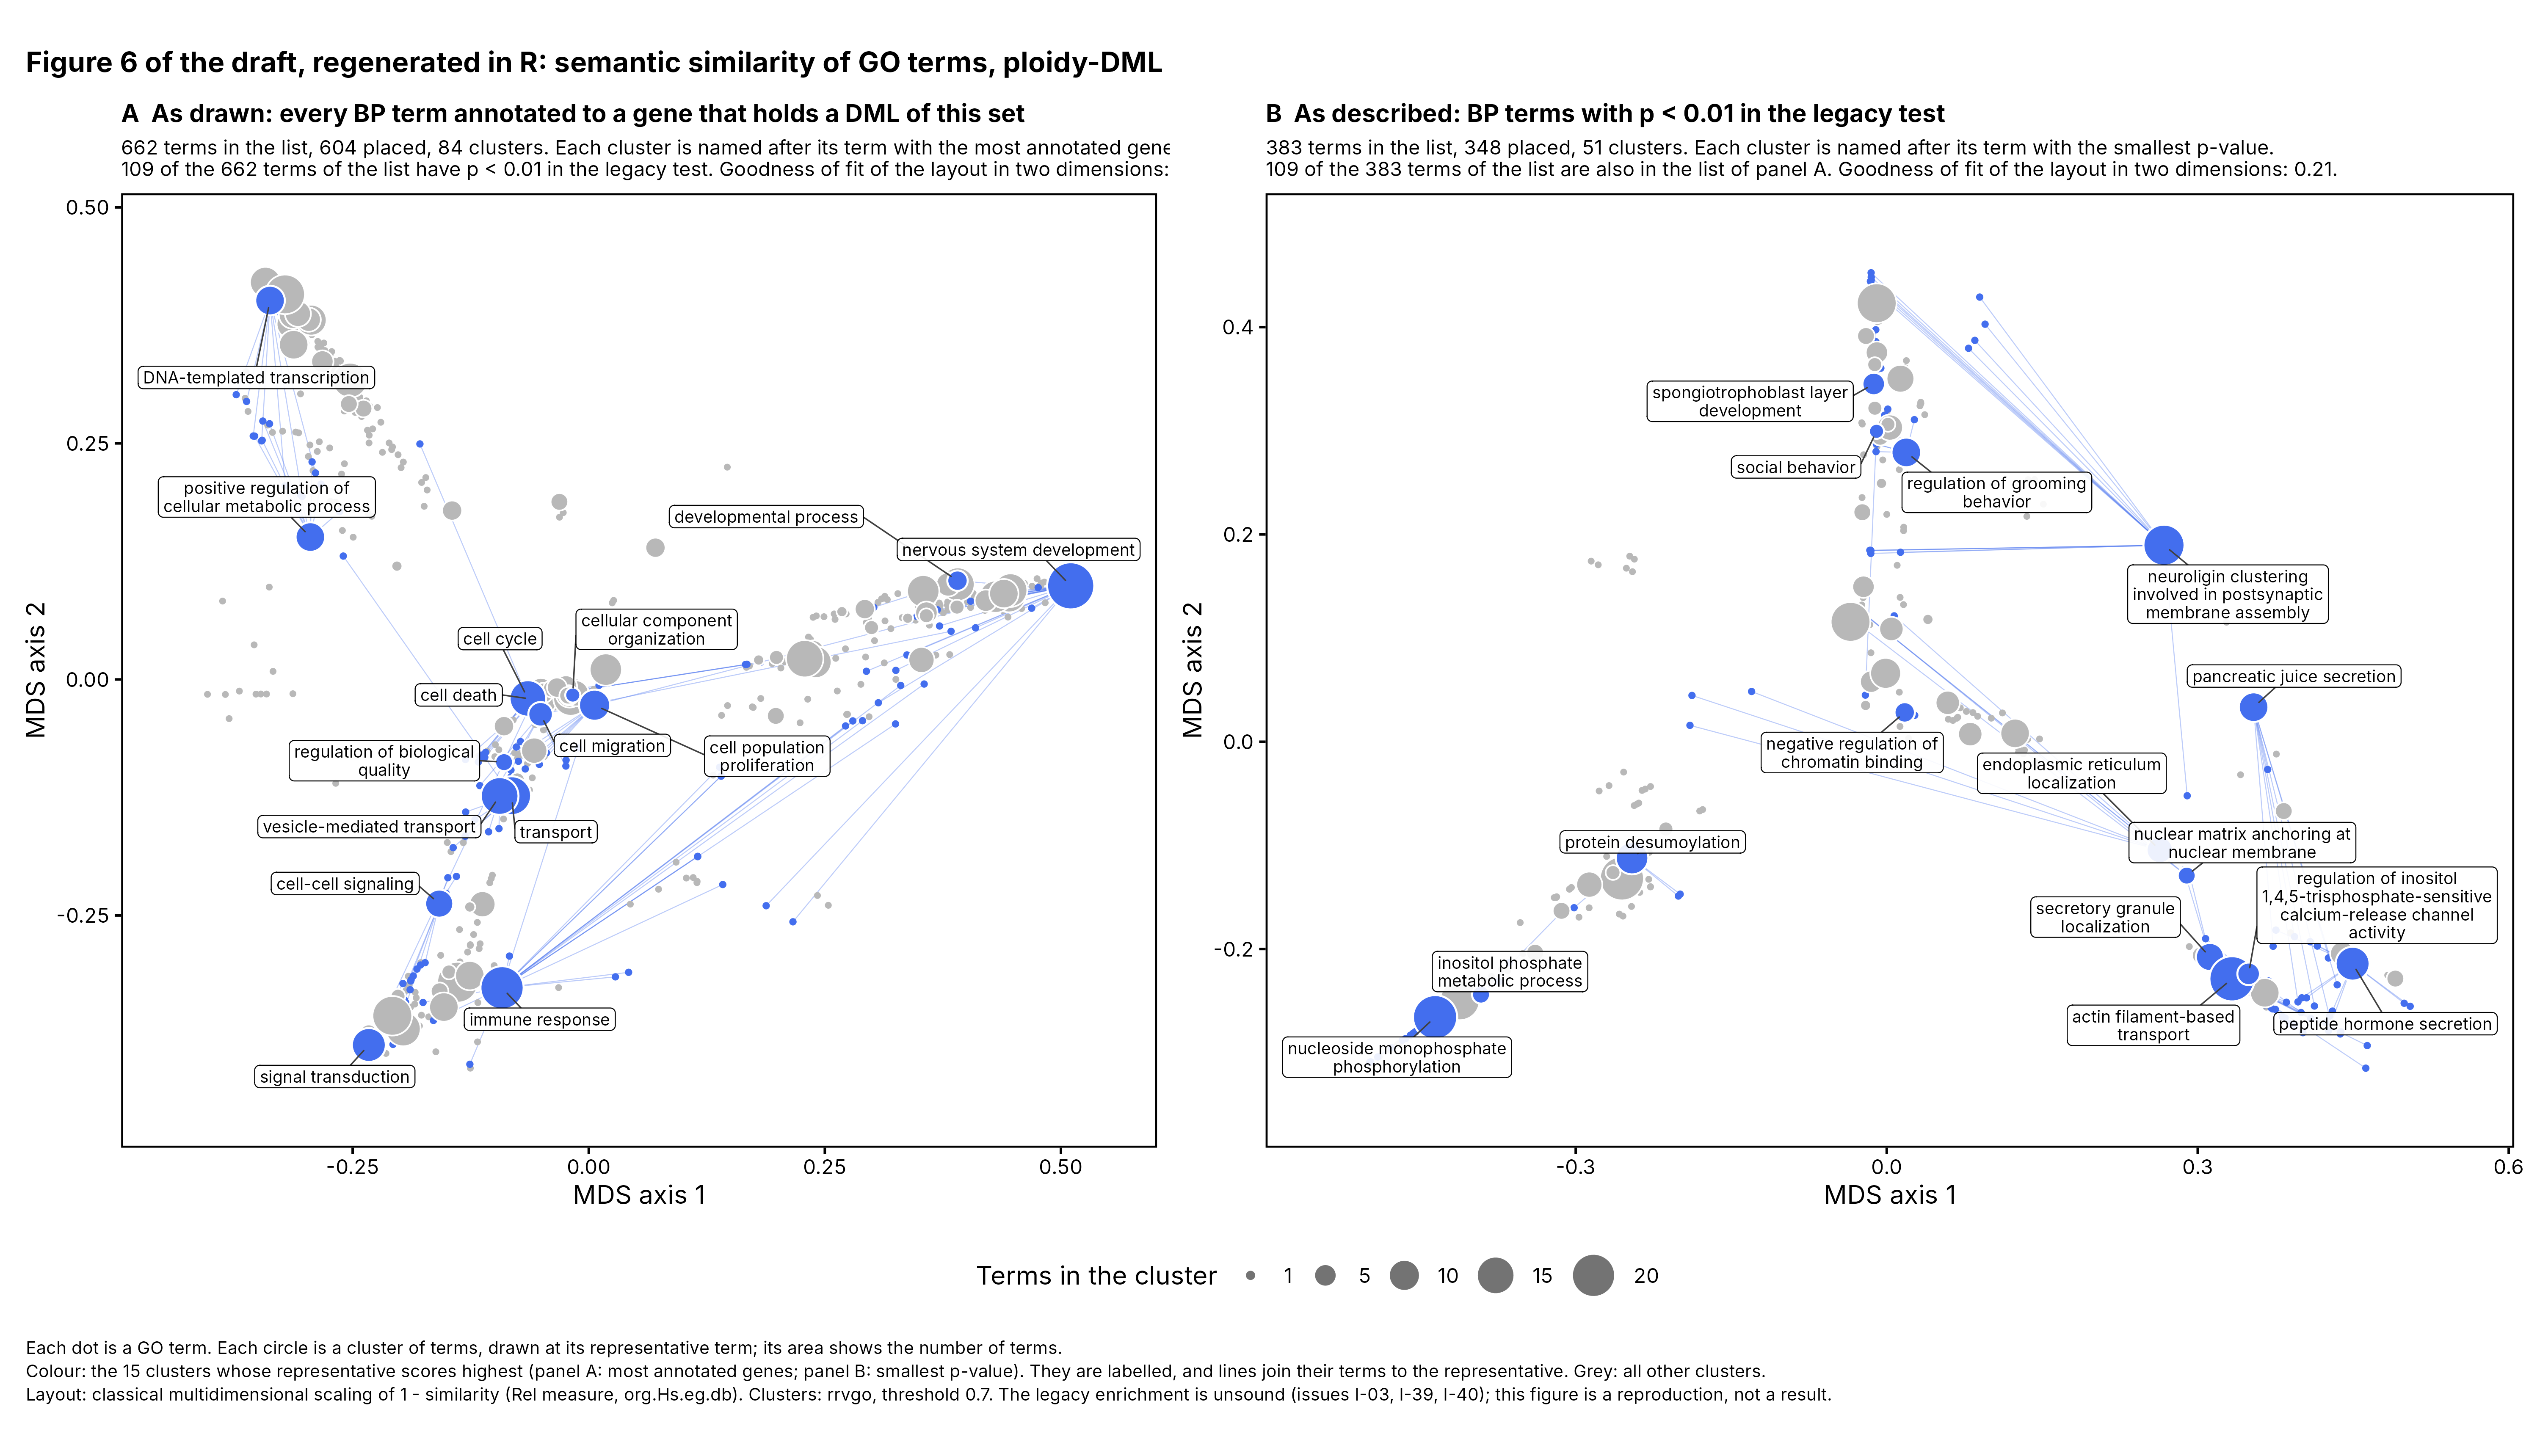 Figure 6 of the draft, regenerated in R: semantic similarity of GO terms, ploidy-DML
A As drawn: every BP term annotated to a gene that holds a DML of this set
662 terms in the list, 604 placed, 84 clusters. Each cluster is named after its term with the most annotated gene
109 of the 662 terms of the list have p < 0.01 in the legacy test. Goodness of fit of the layout in two dimensions:
0.50
0.25
0.00
-0.25
MDS axis 2
DNA-templated transcription
positive regulation of
cellular metabolic process
developmental process
nervous system development
cellular component
organization
cell cycle
cell death
cell migration
cell population
proliferation
regulation of biological
quality
vesicle-mediated transport
transport
cell-cell signaling
immune response
signal transduction
-0.25
0.00
0.25
0.50
MDS axis 1
B As described: BP terms with p < 0.01 in the legacy test
383 terms in the list, 348 placed, 51 clusters. Each cluster is named after its term with the smallest p-value.
109 of the 383 terms of the list are also in the list of panel A. Goodness of fit of the layout in two dimensions: 0.21.
0.4
0.2
0.0
-0.2
MDS axis 2
spongiotrophoblast layer
development
social behavior
regulation of grooming
behavior
neuroligin clustering
involved in postsynaptic
membrane assembly
pancreatic juice secretion
negative regulation of
chromatin binding
endoplasmic reticulum
localization
nuclear matrix anchoring at
nuclear membrane
protein desumoylation
regulation of inositol
1,4,5-trisphosphate-sensitive
calcium-release channel
activity
secretory granule
localization
inositol phosphate
metabolic process
actin filament-based
transport
peptide hormone secretion
nucleoside monophosphate
phosphorylation
-0.3
0.0
0.3
0.6
MDS axis 1
Terms in the cluster 1 5 10 15 20
Each dot is a GO term. Each circle is a cluster of terms, drawn at its representative term; its area shows the number of terms.
Colour: the 15 clusters whose representative scores highest (panel A: most annotated genes; panel B: smallest p-value). They are labelled, and lines join their terms to the representative. Grey: all other clusters.
Layout: classical multidimensional scaling of 1 - similarity (Rel measure, org.Hs.eg.db). Clusters: rrvgo, threshold 0.7. The legacy enrichment is unsound (issues I-03, I-39, I-40); this figure is a reproduction, not a result.